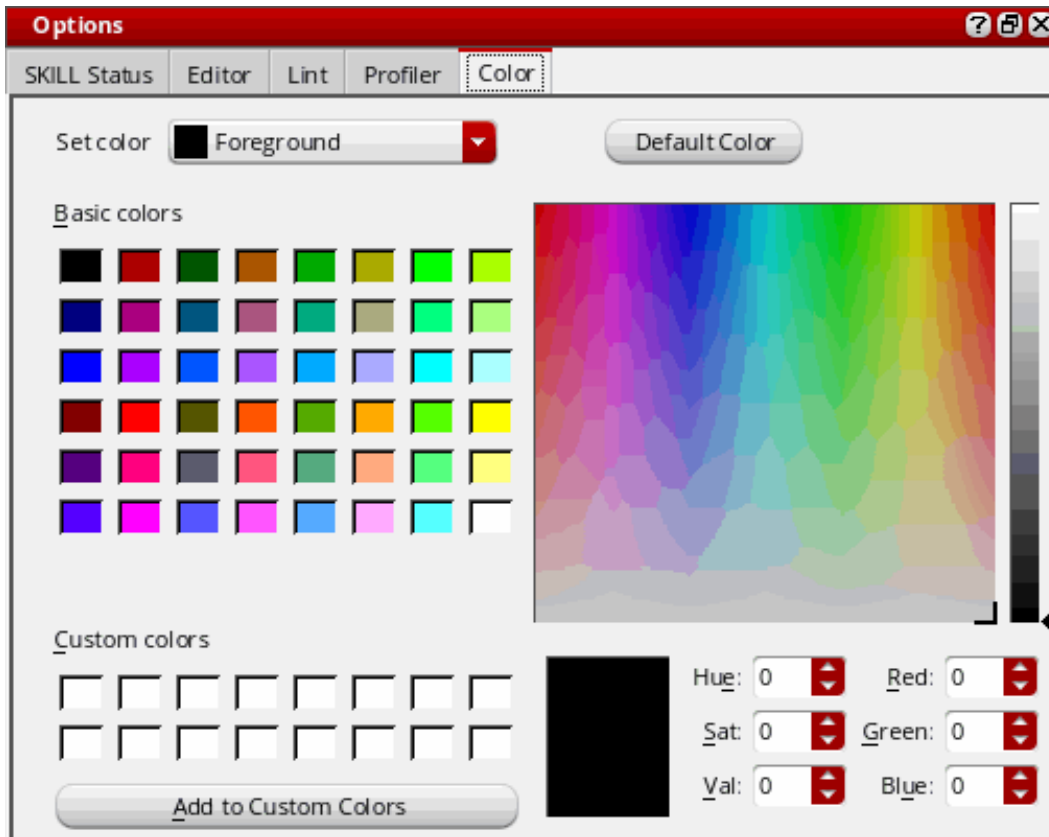 Options
SKILL Status Editor Lint Profiler Color
Set color Foreground Default Color
Basic colors
Custom colors
Hue: 0 Red: 0
Sat: 0 Green: 0
Val: 0 Blue: 0
Add to Custom Colors